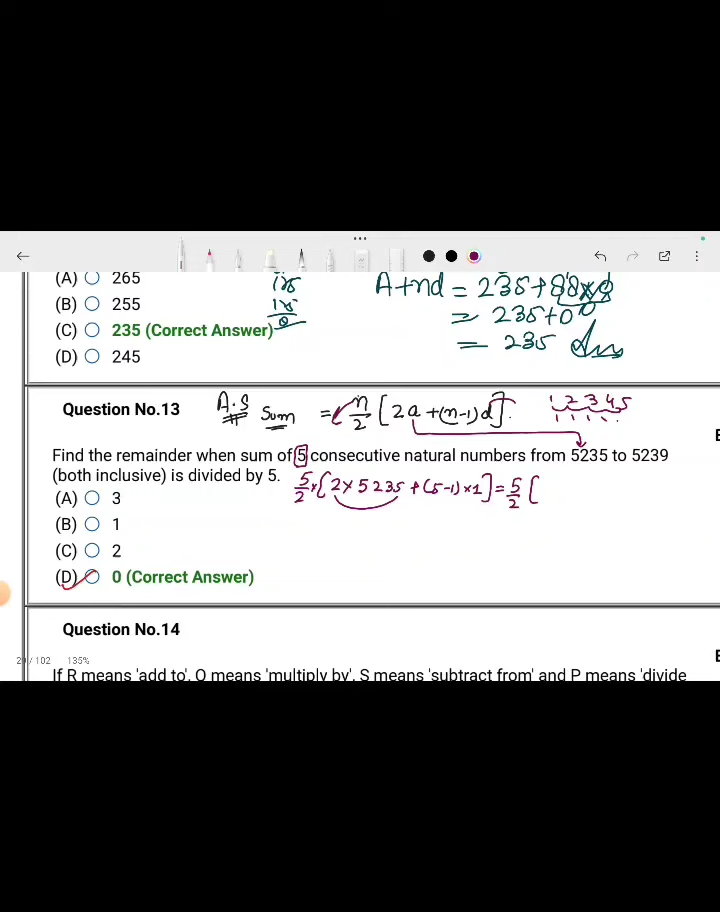 (A) 265
(B) 255
(C) 235 (Correct Answer)
(D) 245
A+nd = 235+88×0
= 235+0
= 235 Ans
Question No.13
A.S Sum = n/2 [2a+(n-1)d].
1 2 3 4 5
Find the remainder when sum of 5 consecutive natural numbers from 5235 to 5239
(both inclusive) is divided by 5.
5/2×[2×5235+(5-1)×1]=5/2[
(A) 3
(B) 1
(C) 2
(D) 0 (Correct Answer)
Question No.14
/ 102 135%
If R means 'add to', Q means 'multiply by', S means 'subtract from' and P means 'divide